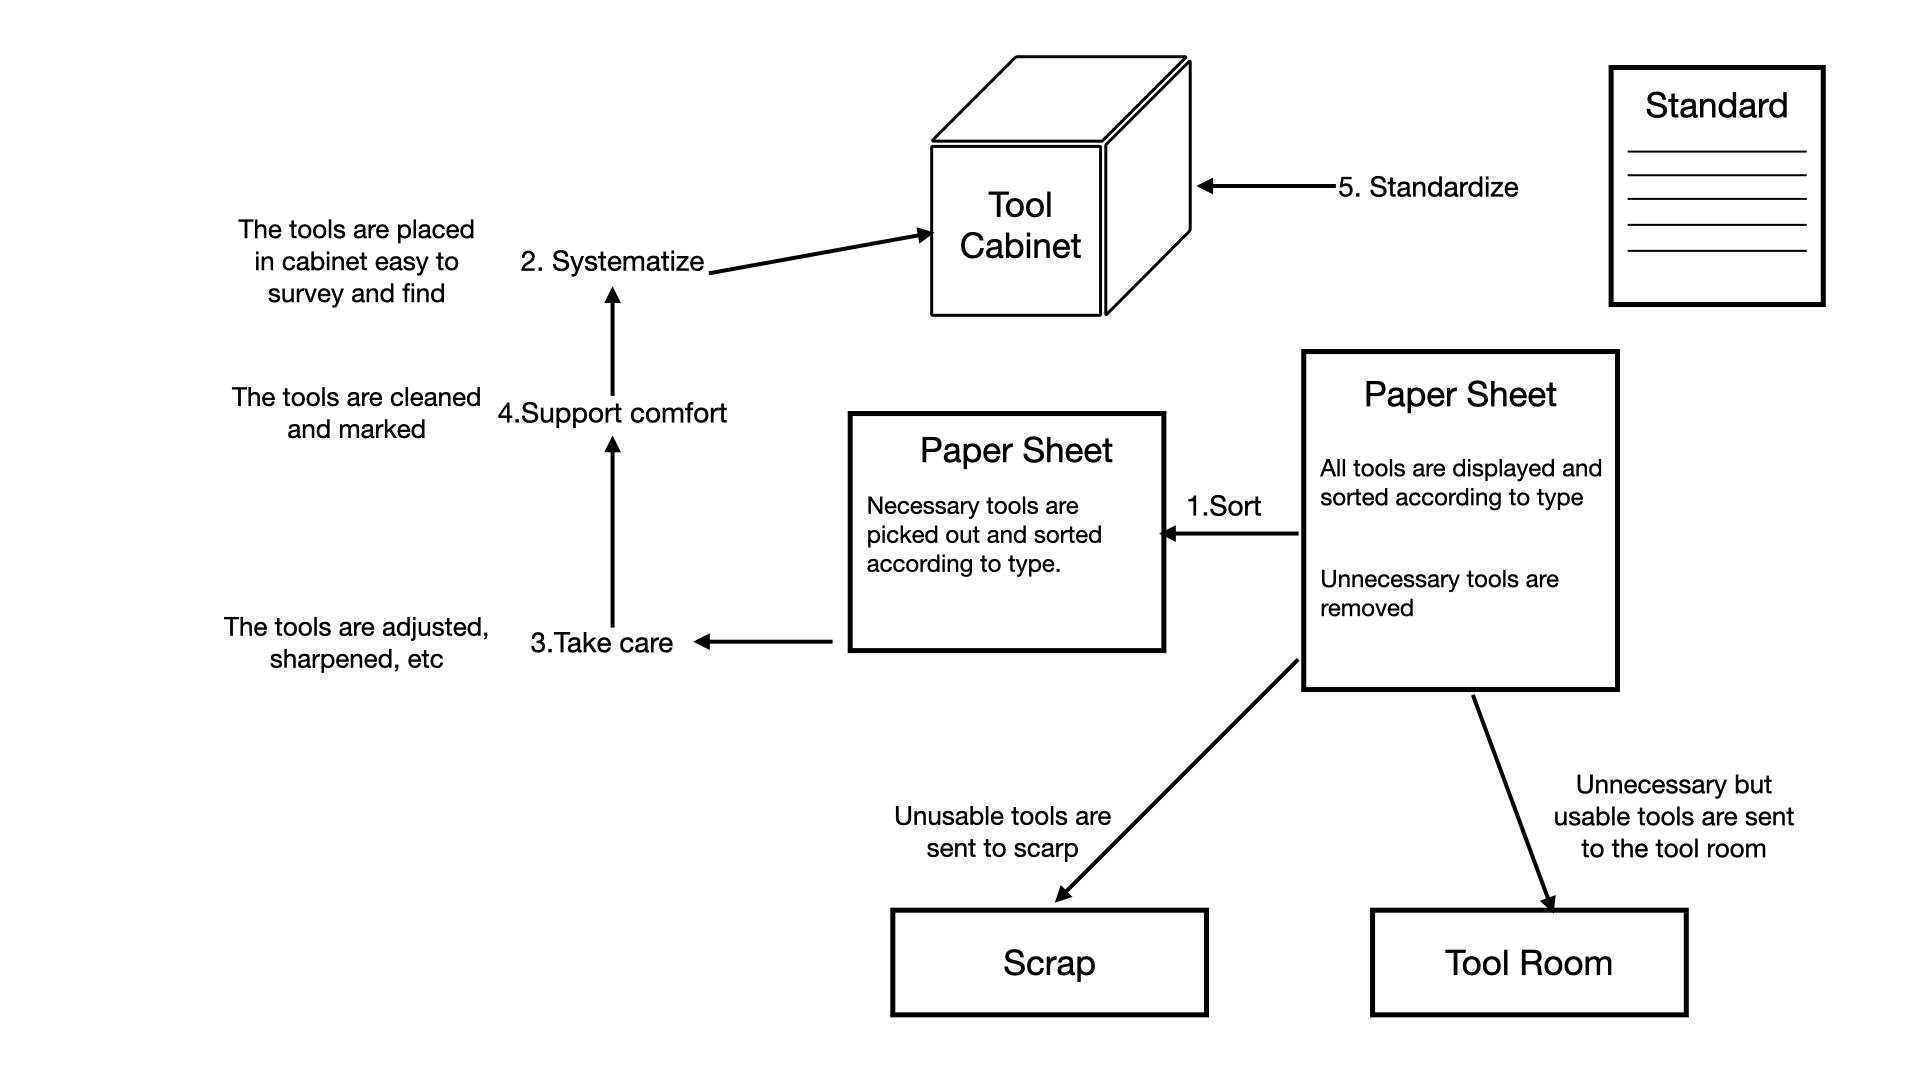 Standard
Tool
Cabinet
5. Standardize
The tools are placed
in cabinet easy to
survey and find
2. Systematize
The tools are cleaned
and marked
4.Support comfort
Paper Sheet
Necessary tools are
picked out and sorted
according to type.
1.Sort
Paper Sheet
All tools are displayed and
sorted according to type
Unnecessary tools are
removed
The tools are adjusted,
sharpened, etc
3.Take care
Unusable tools are
sent to scarp
Unnecessary but
usable tools are sent
to the tool room
Scrap
Tool Room